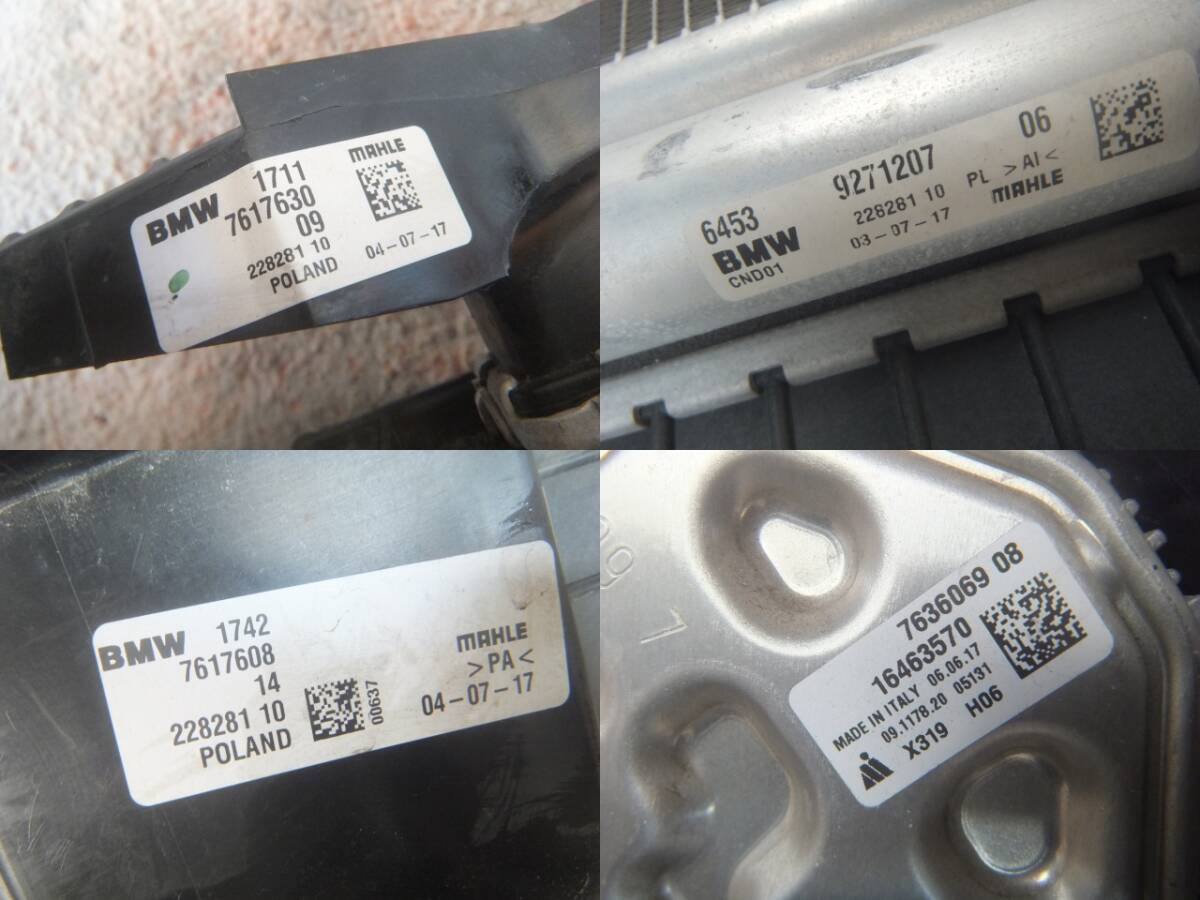 BMW 1711 MAHLE
7617630
09
228281 10 04-07-17
POLAND
6453 9271207 06
BMW 228281 10 PL >AI<
CND01 03-07-17 MAHLE
BMW 1742 MAHLE
7617608 >PA<
14
228281 10 00637 04-07-17
POLAND
7636069 08
16463570
MADE IN ITALY 06.06.17
09.1178.20 05131
X319 H06